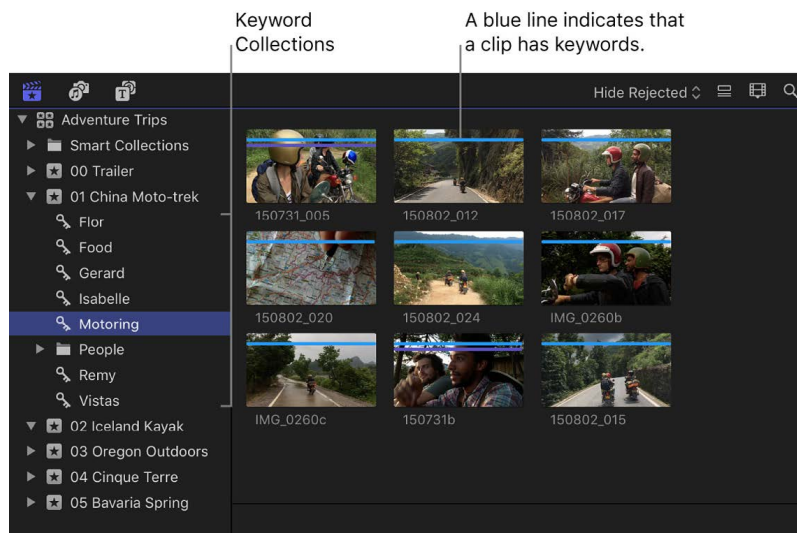 Keyword
Collections
A blue line indicates that
a clip has keywords.
Hide Rejected
Adventure Trips
Smart Collections
00 Trailer
01 China Moto-trek
Flor
Food
Gerard
Isabelle
Motoring
People
Remy
Vistas
02 Iceland Kayak
03 Oregon Outdoors
04 Cinque Terre
05 Bavaria Spring
150731_005
150802_012
150802_017
150802_020
150802_024
IMG_0260b
IMG_0260c
150731b
150802_015